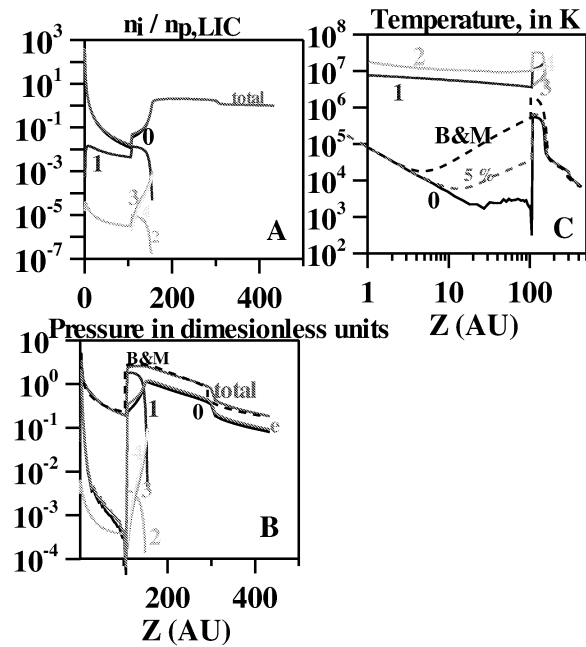 n_i / n_p,LIC
10^3
10^1
10^-1
10^-3
10^-5
10^-7
total
0
1
3
2
A
0 200 400
Temperature, in K
10^8
10^7
10^6
10^5
10^4
10^3
10^2
2
1
3
B&M
5 %
0
C
1 10 100
Z (AU)
Pressure in dimesionless units
10
10^0
10^-1
10^-3
10^-4
B&M
total
1
0
e
3
2
B
200 400
Z (AU)